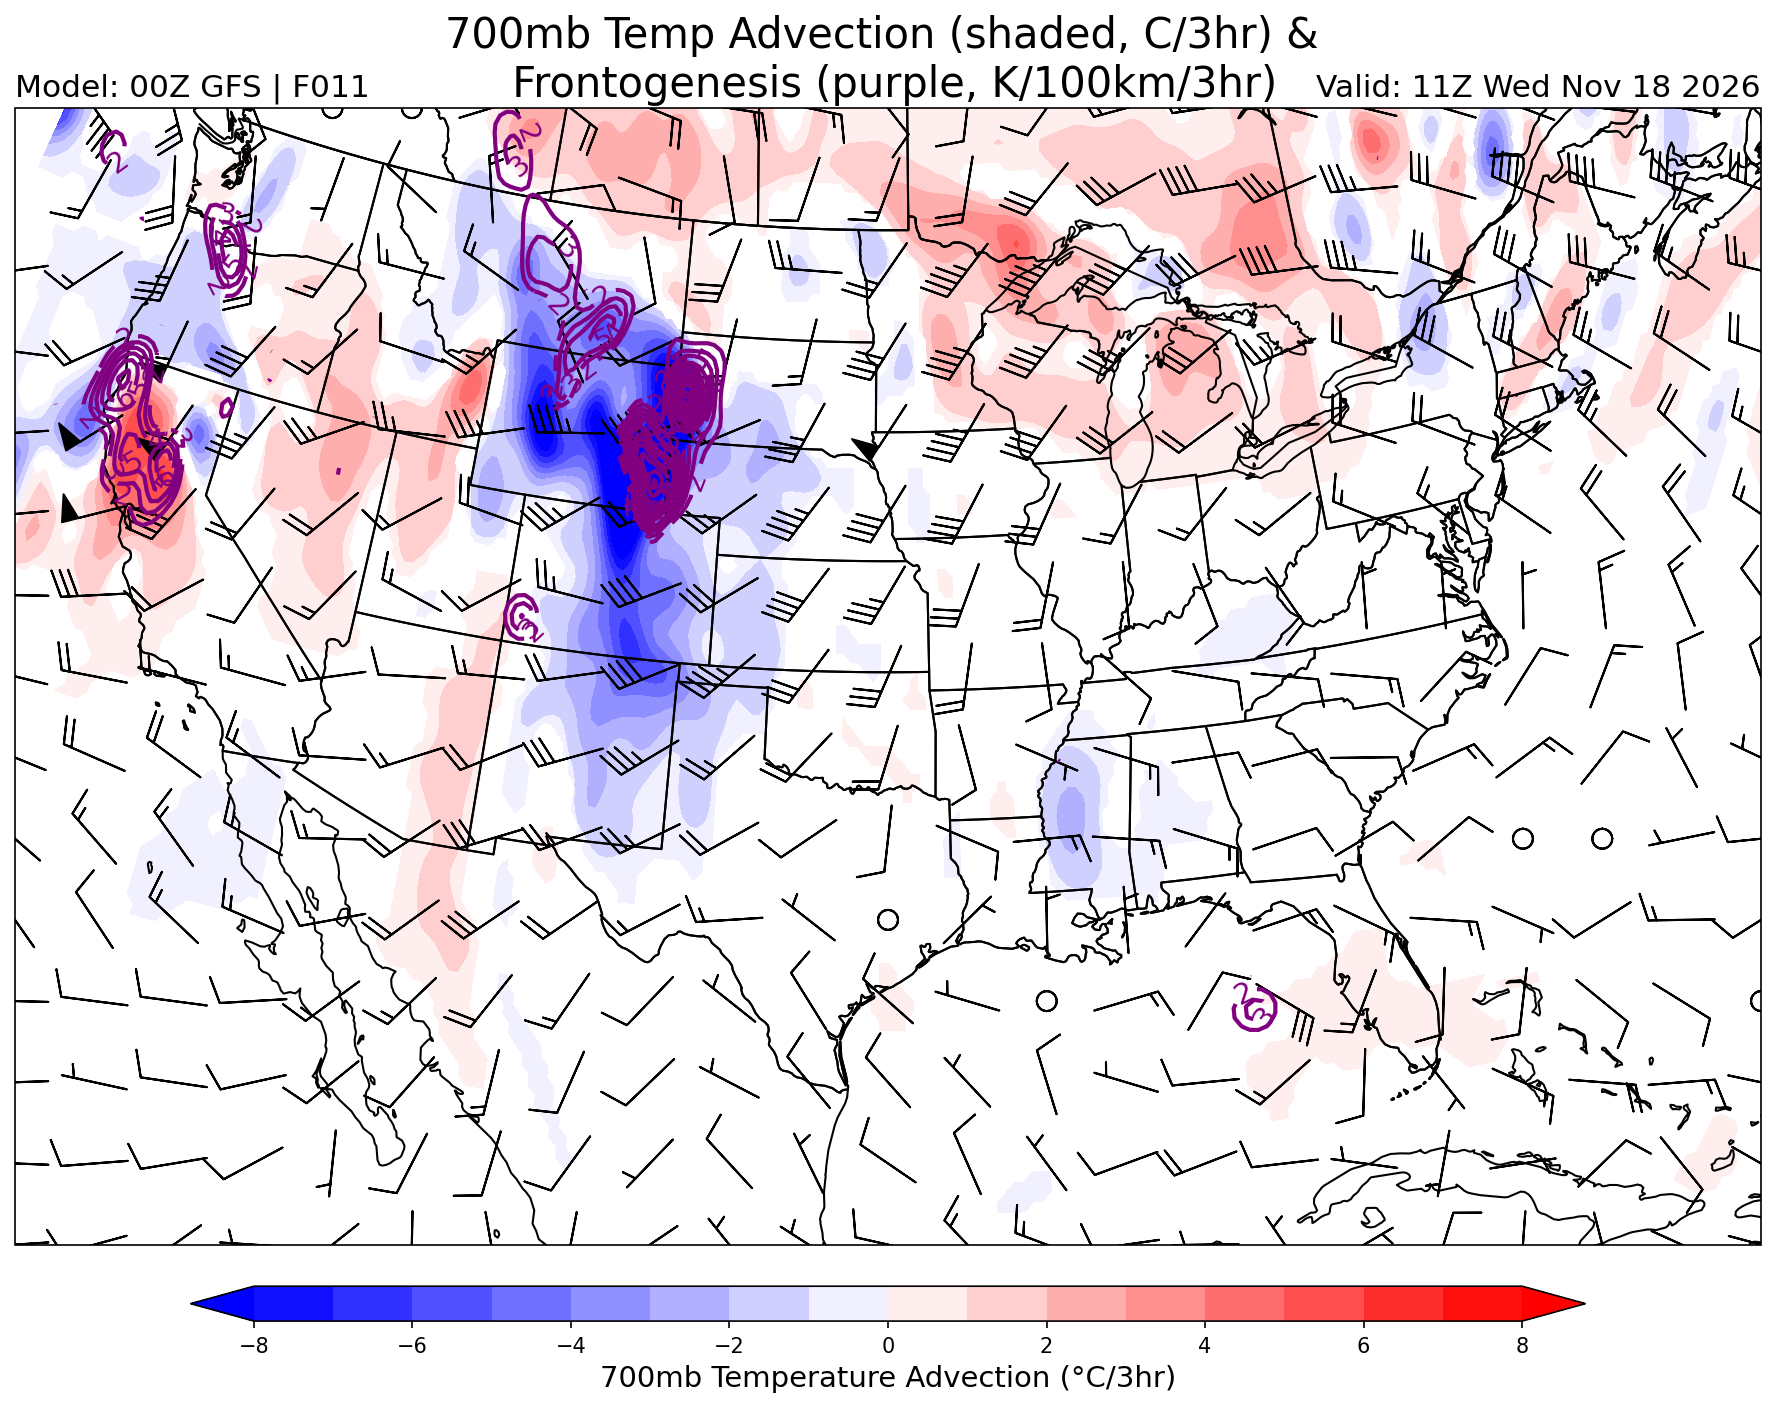 700mb Temp Advection (shaded, C/3hr) &
Model: 00Z GFS | F011
Frontogenesis (purple, K/100km/3hr)
Valid: 11Z Wed Nov 18 2026
−8 −6 −4 −2 0 2 4 6 8
700mb Temperature Advection (°C/3hr)